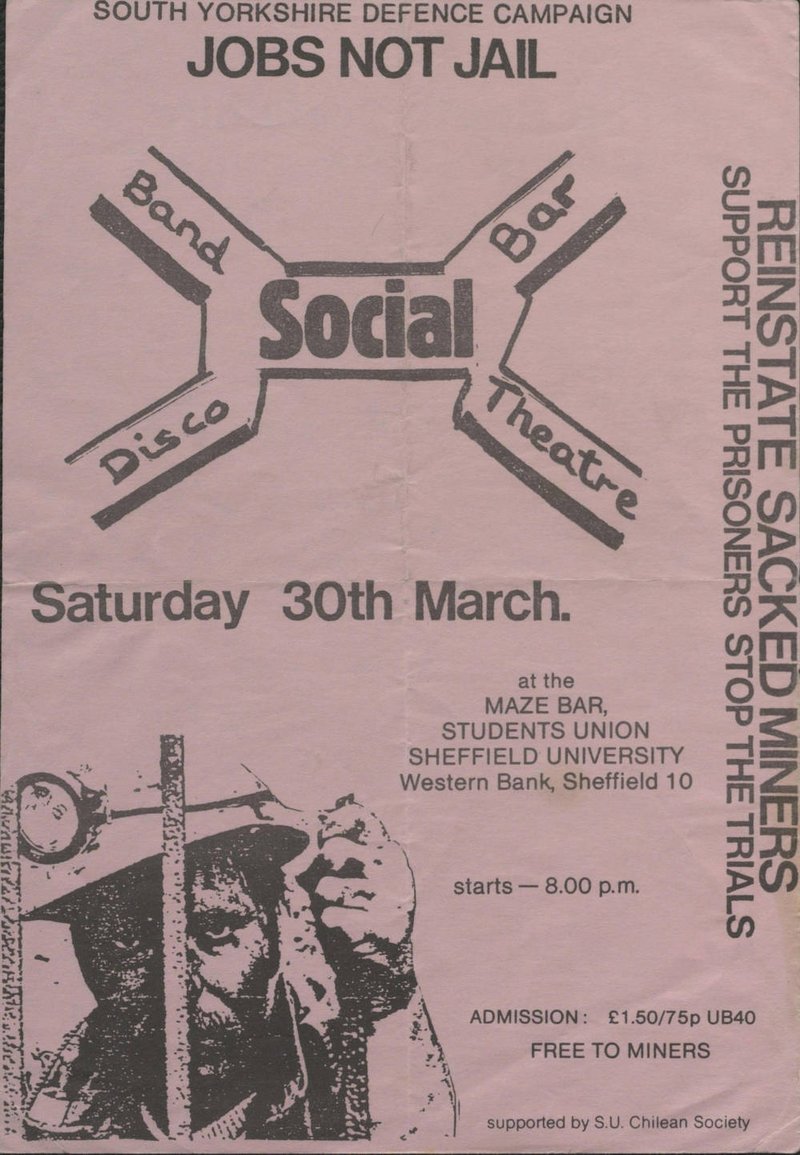 SOUTH YORKSHIRE DEFENCE CAMPAIGN
JOBS NOT JAIL
Band
Bar
Social
Disco
Theatre
REINSTATE SACKED MINERS
SUPPORT THE PRISONERS STOP THE TRIALS
Saturday 30th March.
at the
MAZE BAR,
STUDENTS UNION
SHEFFIELD UNIVERSITY
Western Bank, Sheffield 10
starts — 8.00 p.m.
ADMISSION: £1.50/75p UB40
FREE TO MINERS
supported by S.U. Chilean Society